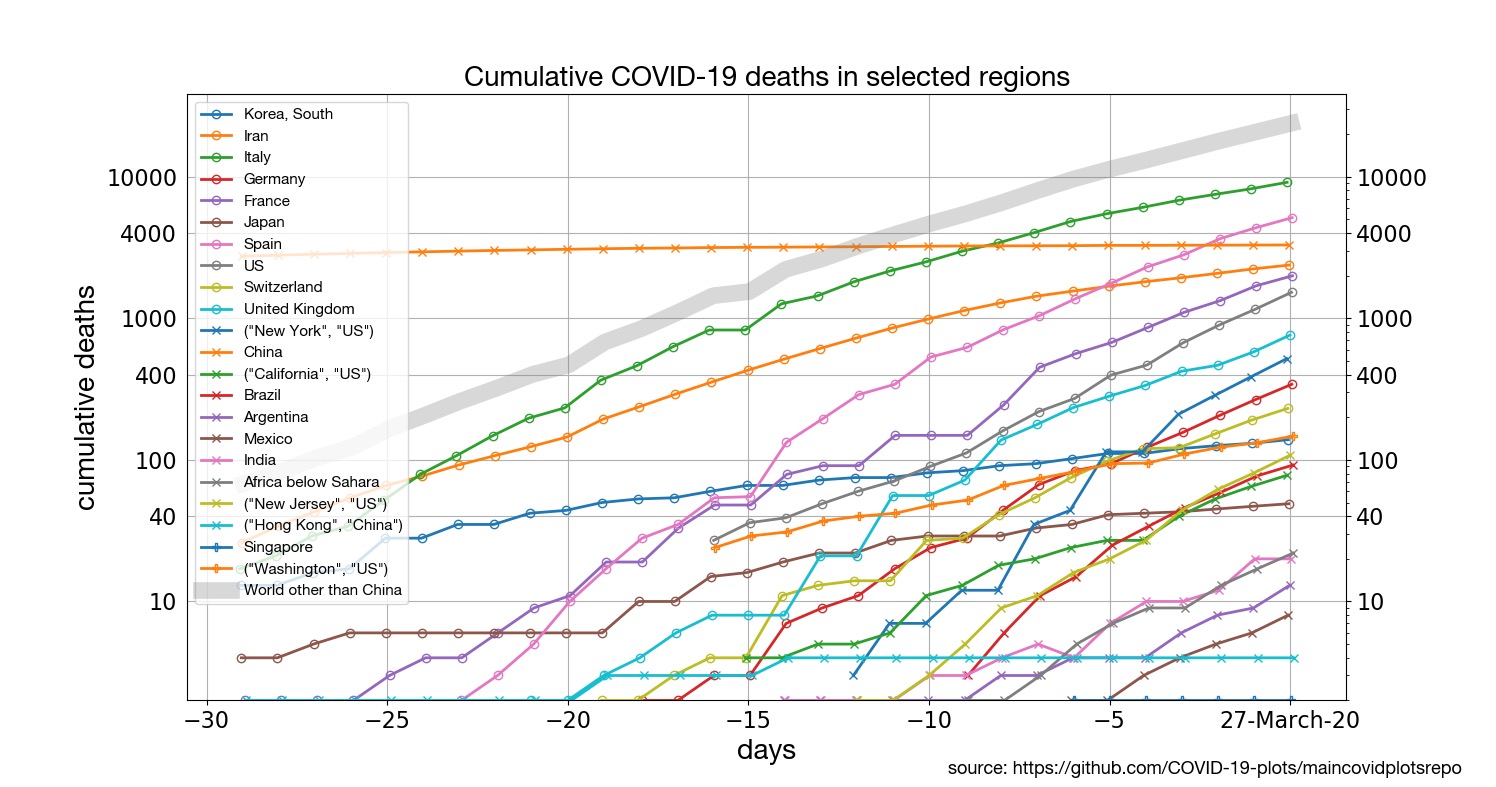 Cumulative COVID-19 deaths in selected regions
Korea, South
Iran
Italy
Germany
France
Japan
Spain
US
Switzerland
United Kingdom
("New York", "US")
China
("California", "US")
Brazil
Argentina
Mexico
India
Africa below Sahara
("New Jersey", "US")
("Hong Kong", "China")
Singapore
("Washington", "US")
World other than China
cumulative deaths
10000
4000
1000
400
100
40
10
10000
4000
1000
400
100
40
10
−30 −25 −20 −15 −10 −5 27-March-20
days
source: https://github.com/COVID-19-plots/maincovidplotsrepo